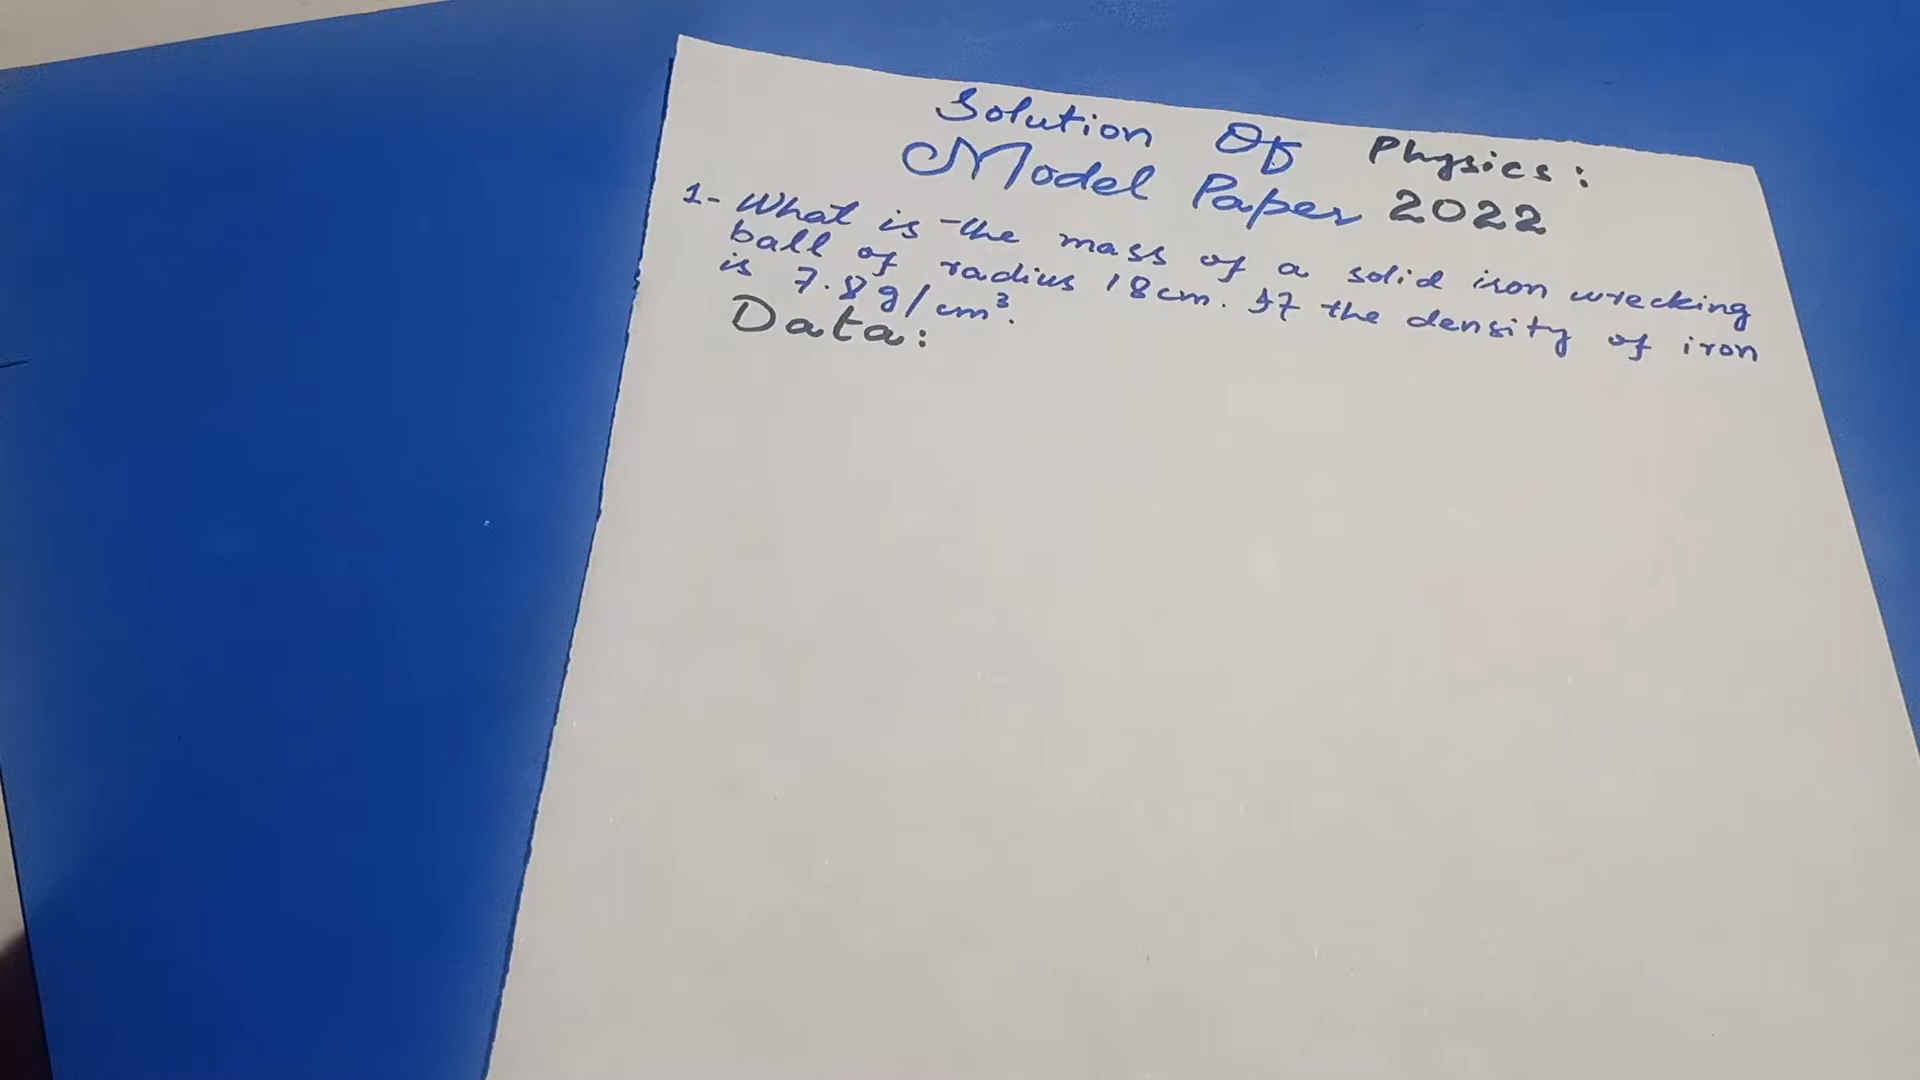 Solution Of Physics:
Model Paper 2022
1- What is the mass of a solid iron wrecking
ball of radius 18cm. If the density of iron
is 7.8g/cm³.
Data: